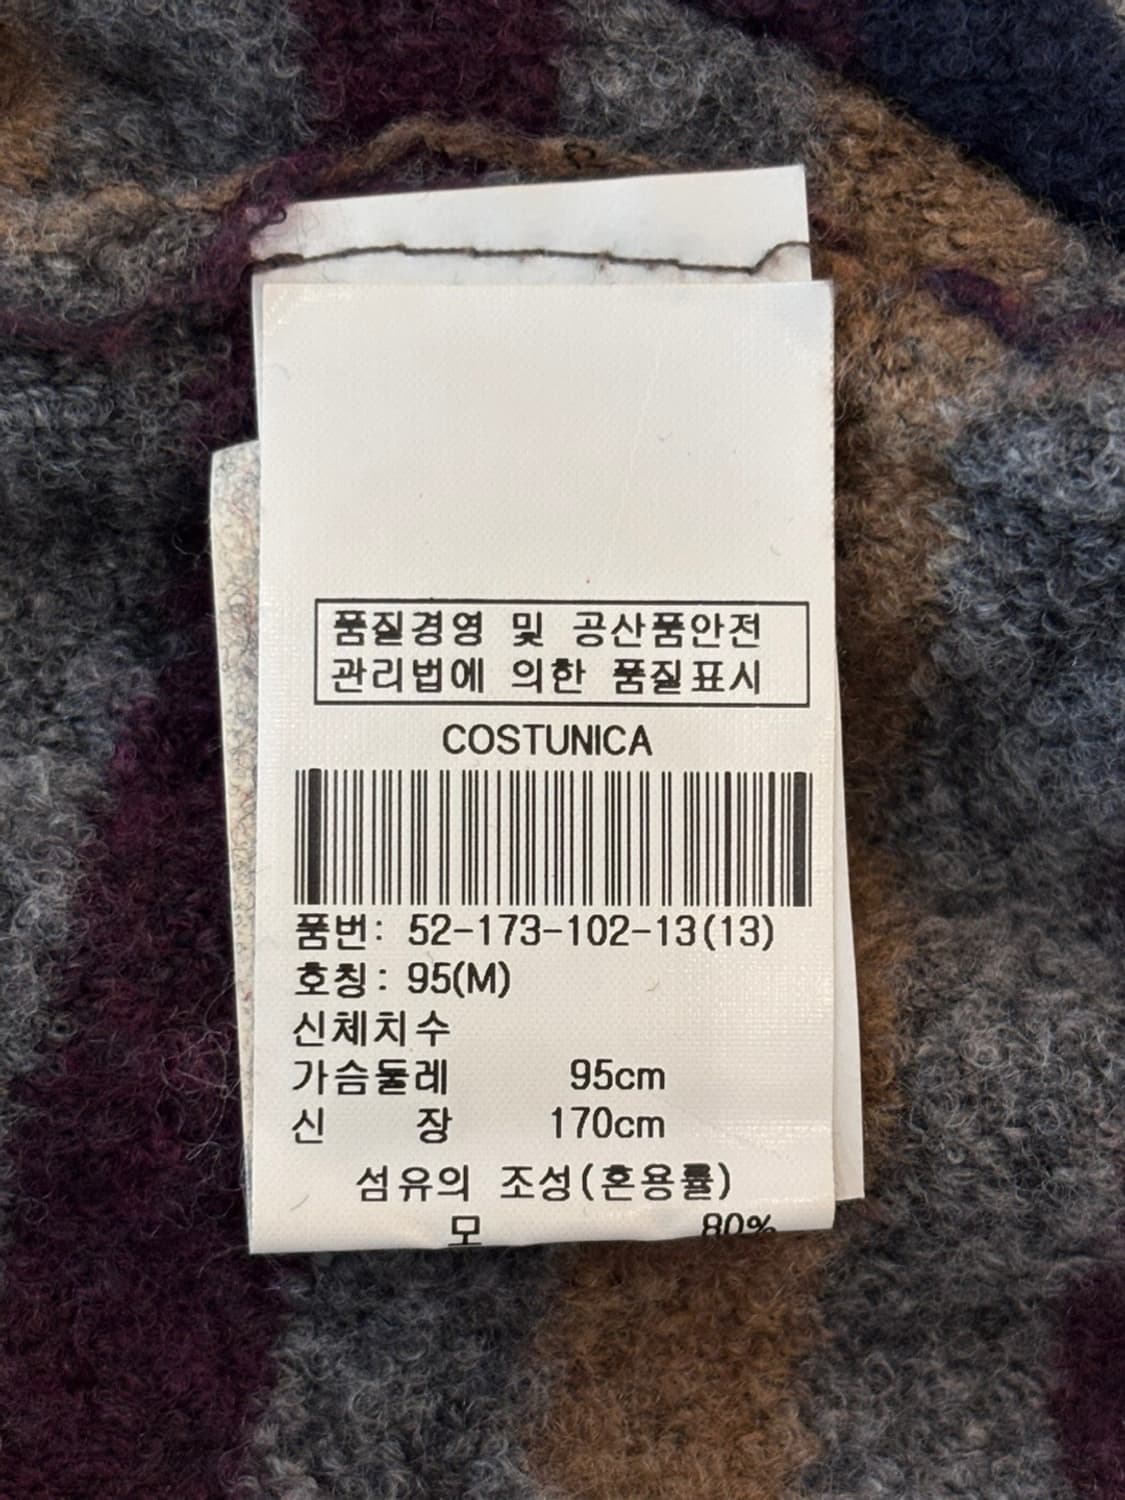 품질경영 및 공산품안전
관리법에 의한 품질표시
COSTUNICA
품번: 52-173-102-13(13)
호칭: 95(M)
신체치수
가슴둘레 95cm
신 장 170cm
섬유의 조성(혼용률)
모 80%